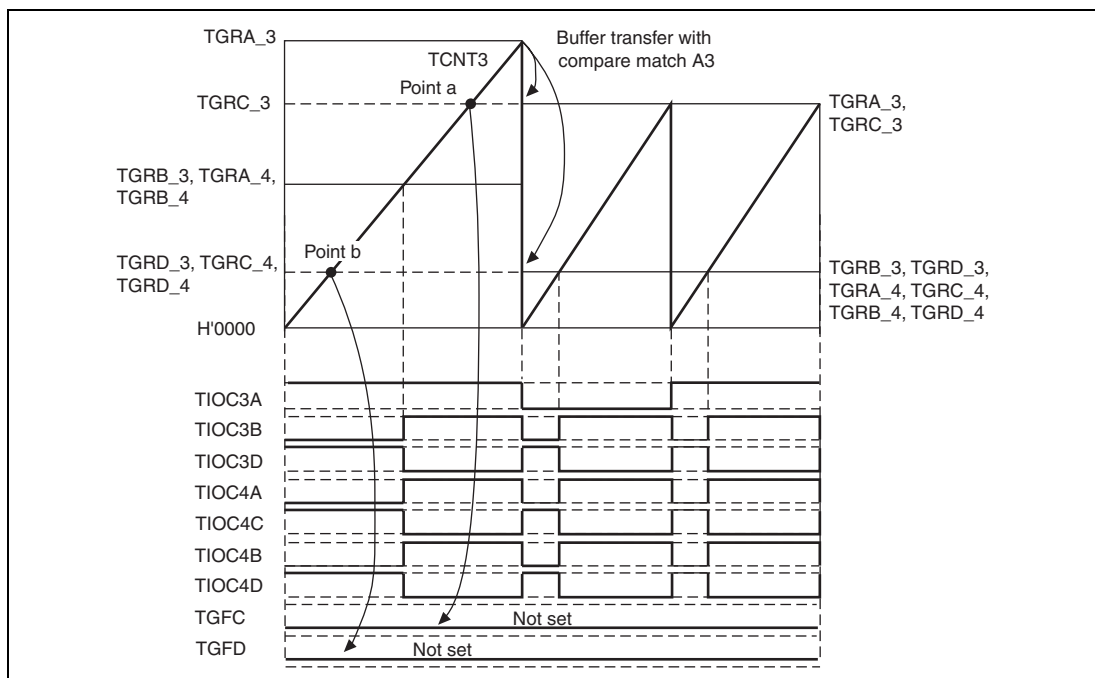 TGRA_3
TCNT3
Buffer transfer with
compare match A3
Point a
TGRC_3
TGRA_3,
TGRC_3
TGRB_3, TGRA_4,
TGRB_4
Point b
TGRD_3, TGRC_4,
TGRD_4
TGRB_3, TGRD_3,
TGRA_4, TGRC_4,
TGRB_4, TGRD_4
H'0000
TIOC3A
TIOC3B
TIOC3D
TIOC4A
TIOC4C
TIOC4B
TIOC4D
TGFC
Not set
TGFD
Not set